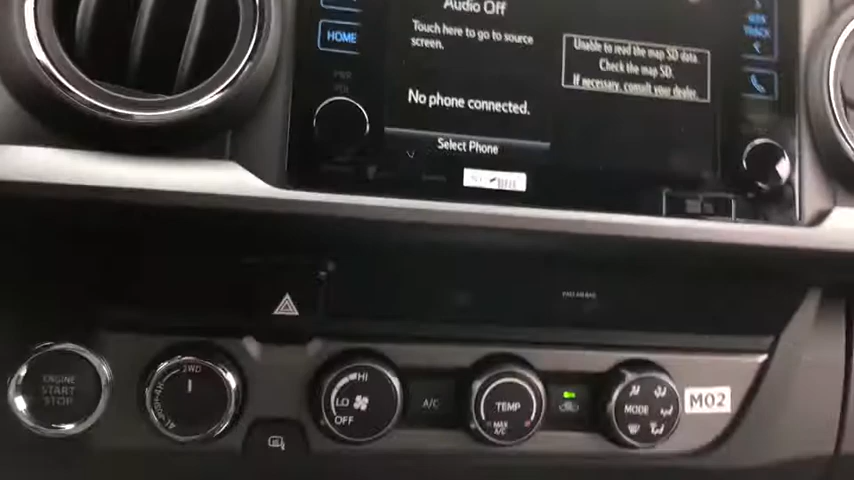 Audio Off
Touch here to go to source
screen.
No phone connected.
Select Phone
Unable to read the map SD data.
Check the map SD.
If necessary, consult your dealer.
HOME
PWR
VOL
TRACK
ENGINE
START
STOP
2WD
HI
LO
OFF
A/C
TEMP
MAX
A/C
MODE
M02